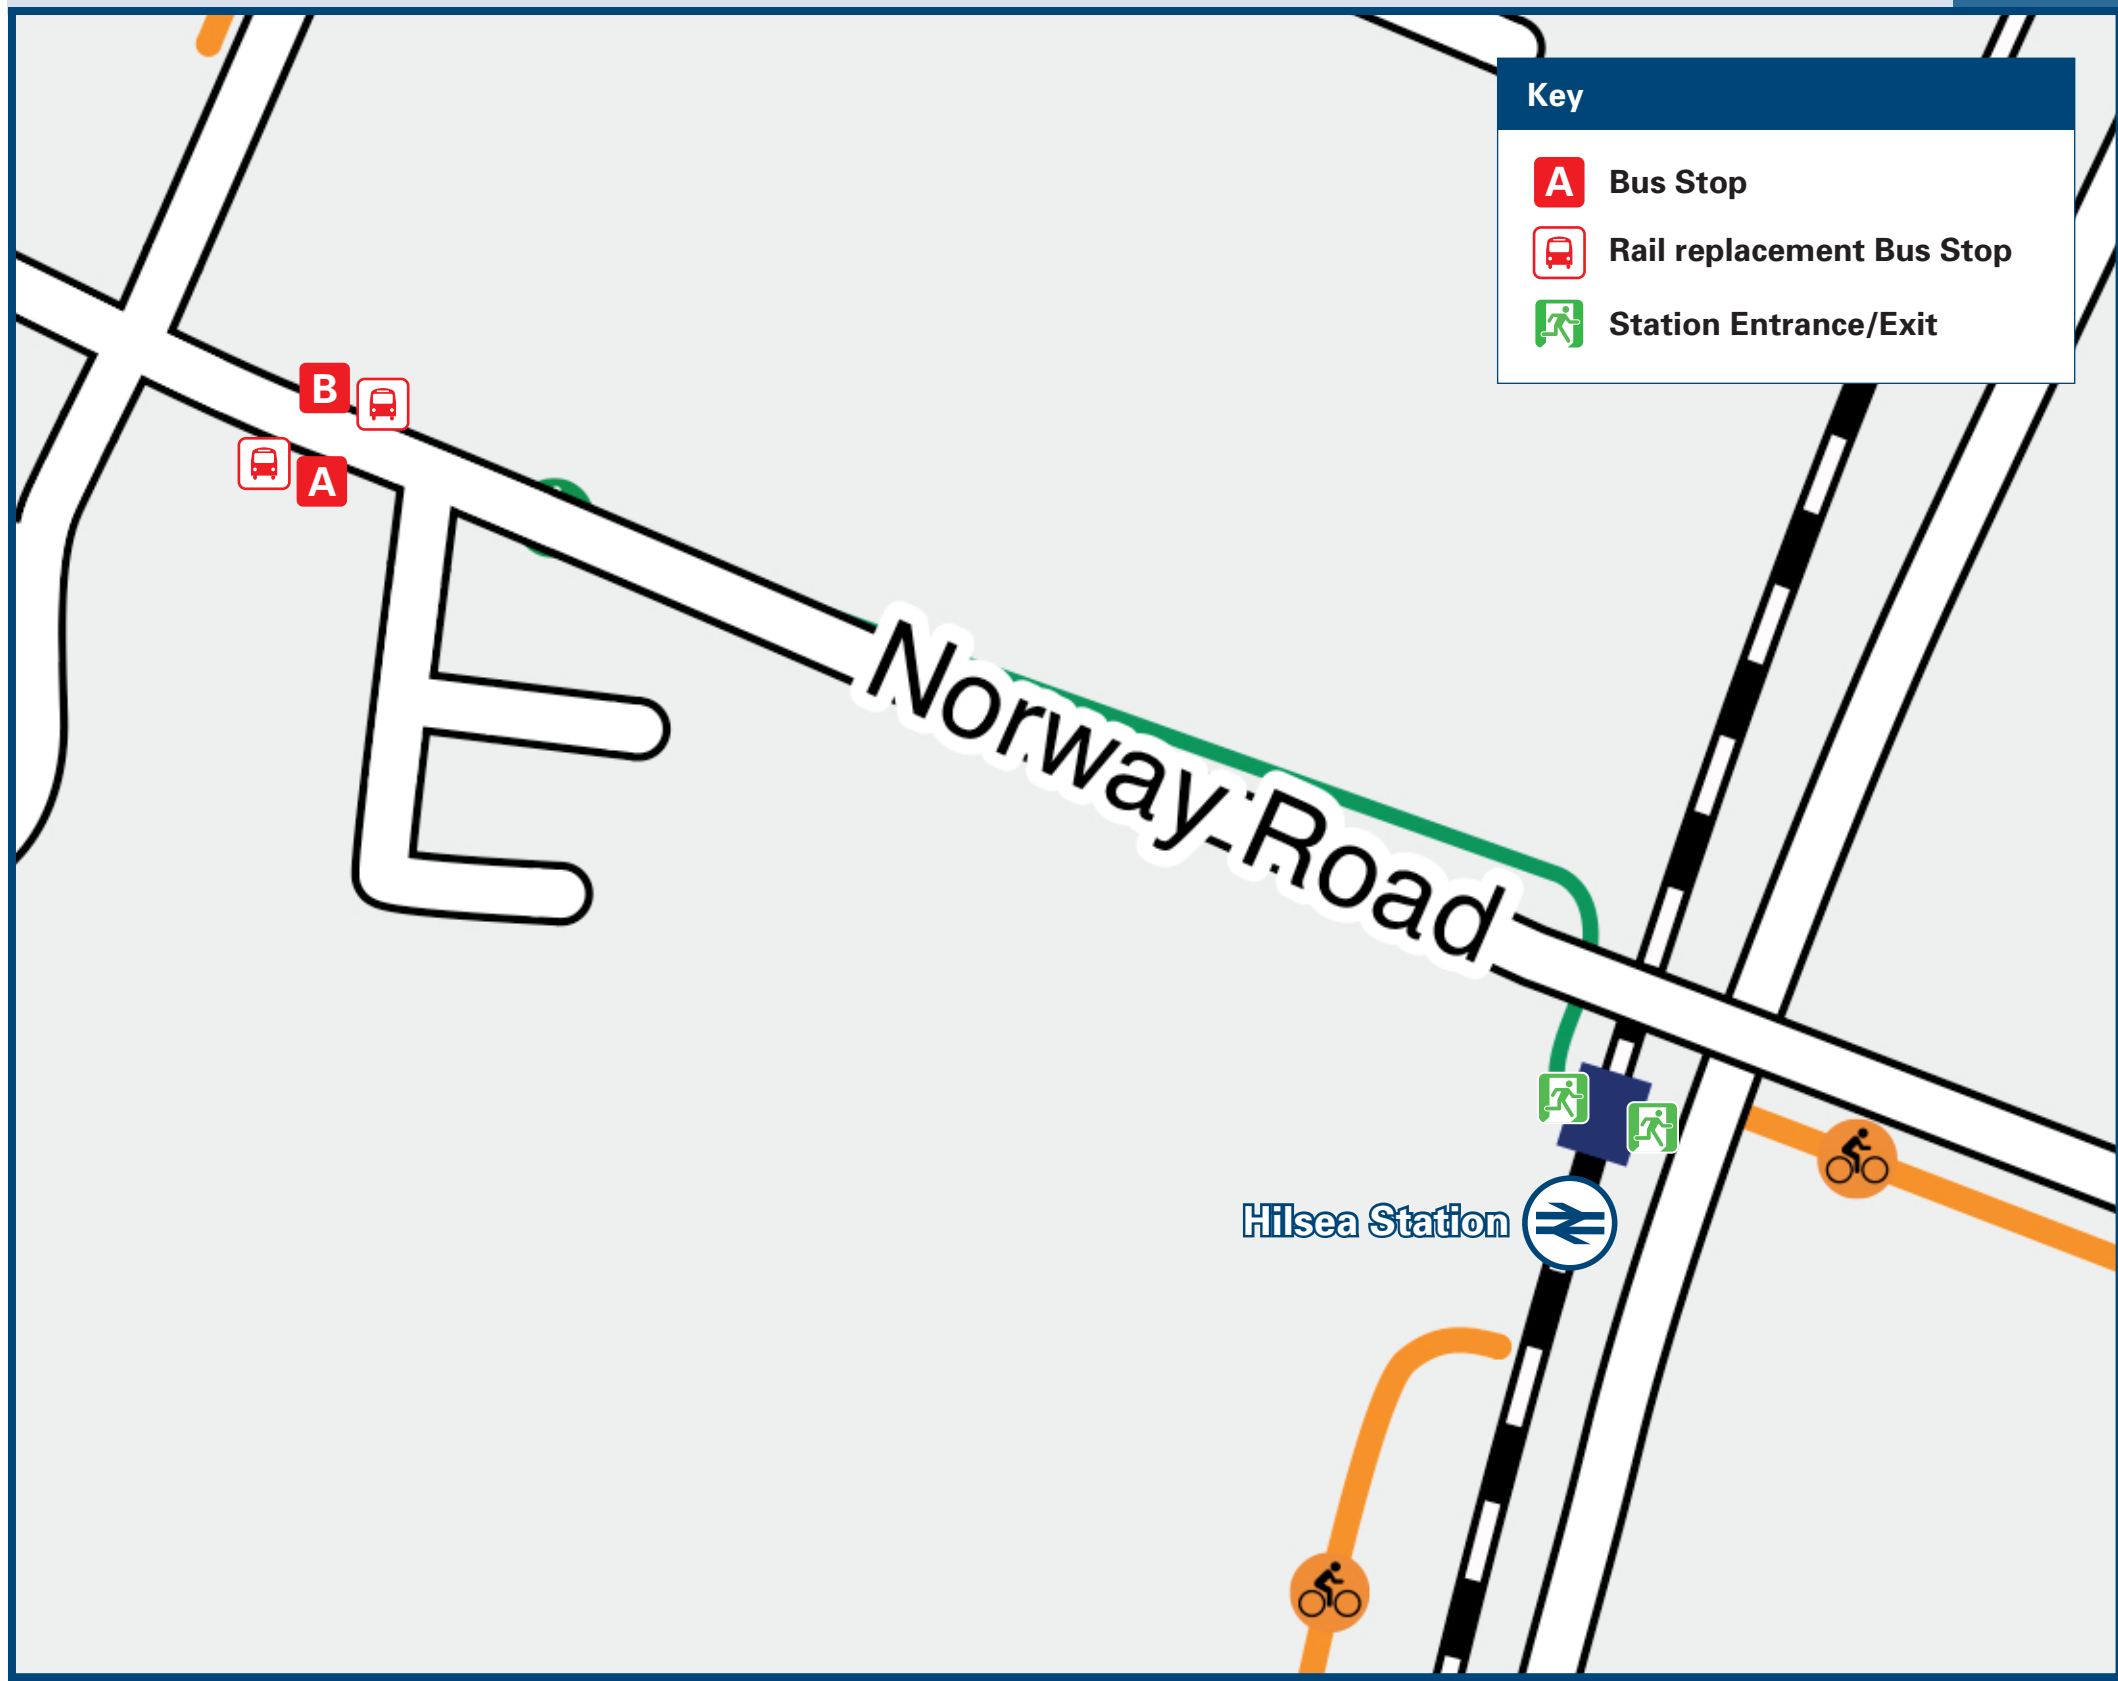 Key
A Bus Stop
Rail replacement Bus Stop
Station Entrance/Exit
B
A
Norway Road
Hilsea Station